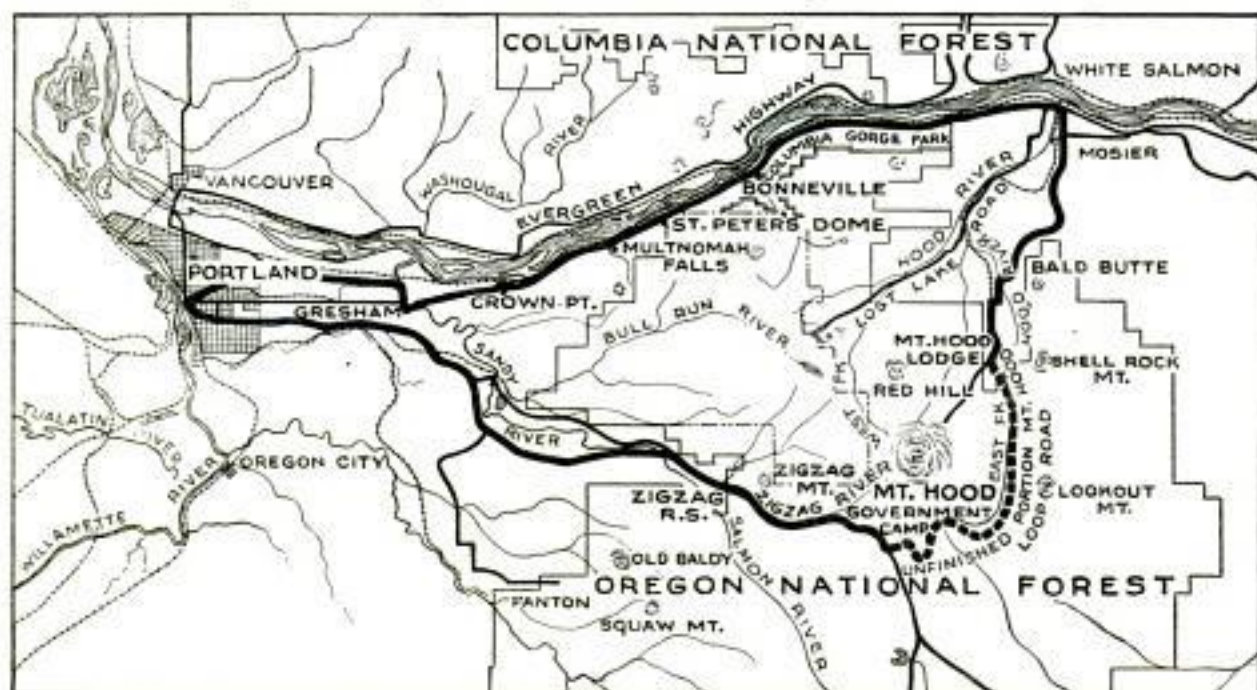 COLUMBIA NATIONAL FOREST
WHITE SALMON
HIGHWAY
RIVER
COLUMBIA
GORGE PARK
MOSIER
VANCOUVER
WASHOUGAL
EVERGREEN
BONNEVILLE
HOOD RIVER
ST. PETERS DOME
MULTNOMAH
FALLS
LOST LAKE ROAD
RIVER
BALD BUTTE
PORTLAND
CROWN PT.
GRESHAM
BULL RUN RIVER
SANDY
RIVER
MT. HOOD
LODGE
HOOD
SHELL ROCK
MT.
RED HILL
WEST FK
EAST FK
TUALATIN
RIVER
OREGON CITY
WILLAMETTE
RIVER
ZIGZAG
MT.
ZIGZAG
R.S.
ZIGZAG RIVER
MT. HOOD
GOVERNMENT
CAMP
LOOKOUT
MT.
UNFINISHED PORTION MT. HOOD
LOOP ROAD
OLD BALDY
SALMON RIVER
OREGON NATIONAL FOREST
FANTON
SQUAW MT.